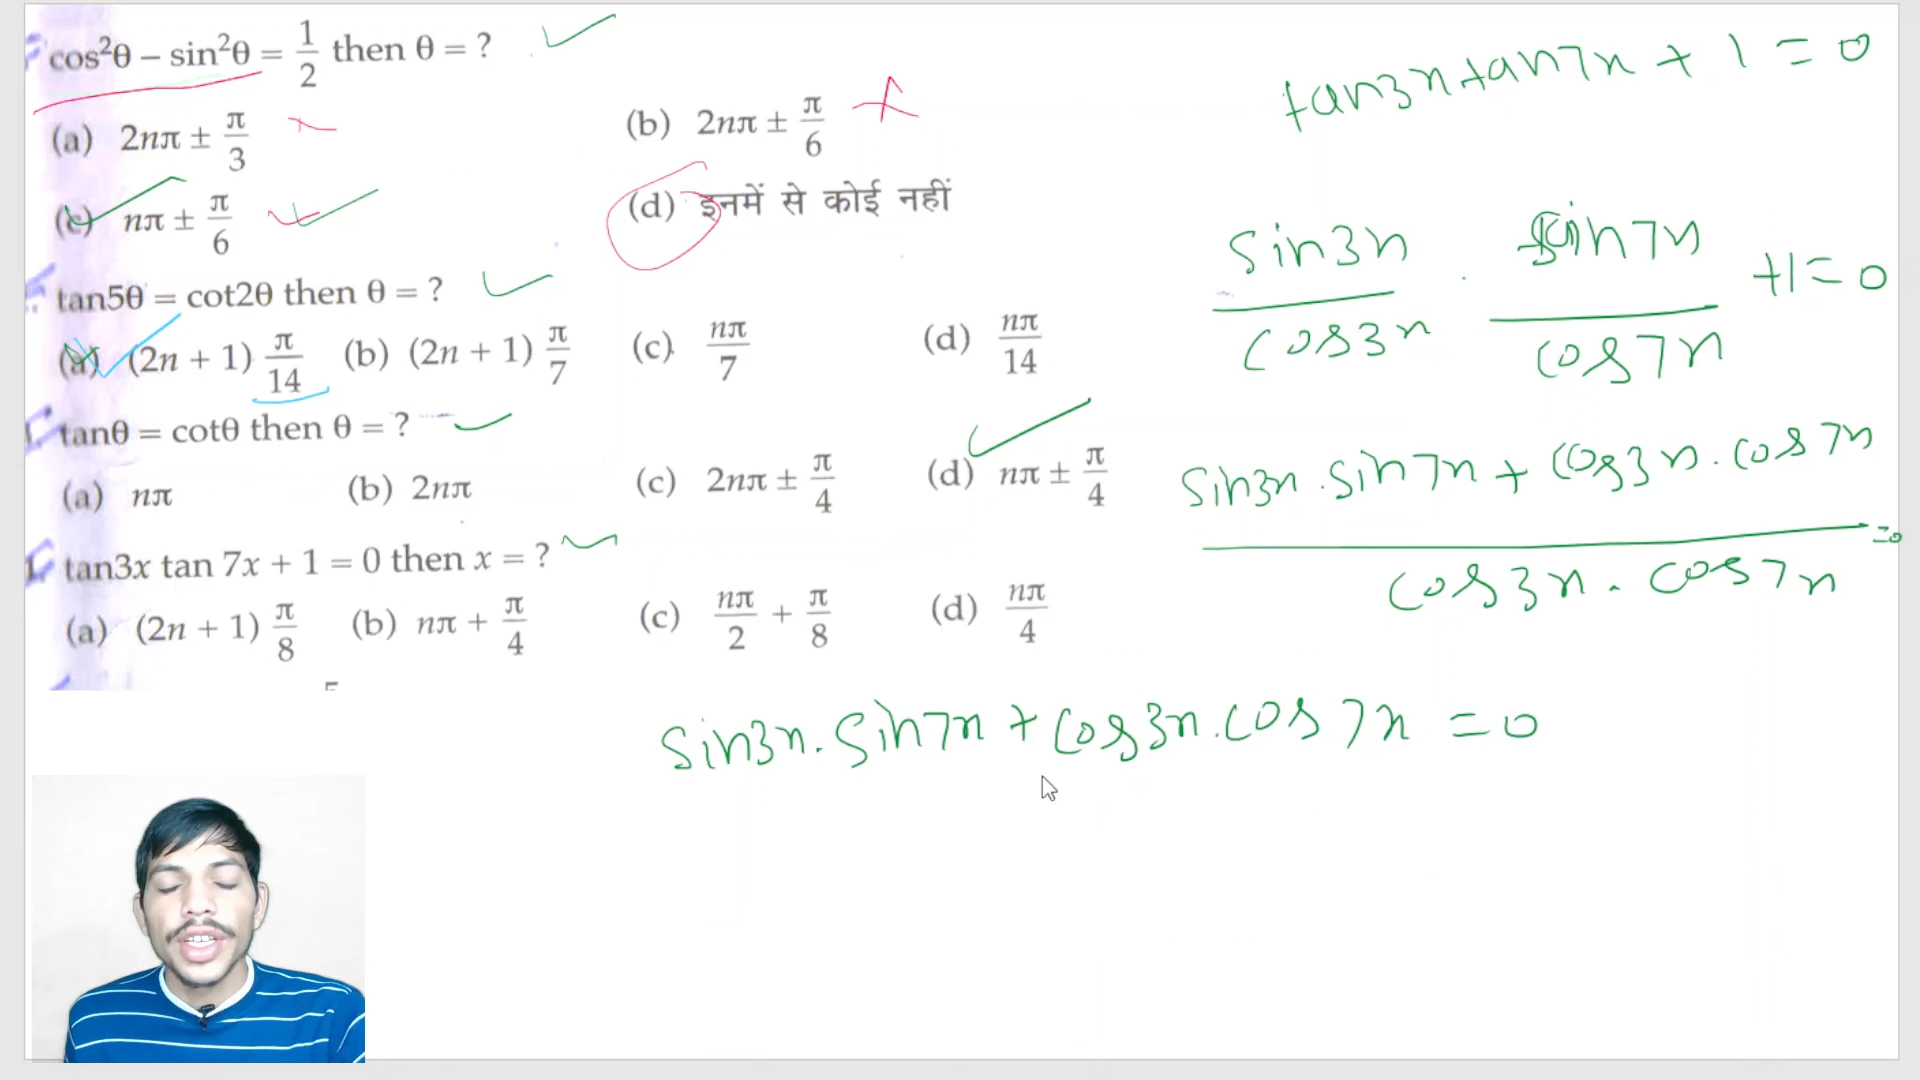 cos²θ – sin²θ = 1/2 then θ = ?
(a) 2nπ ± π/3 (b) 2nπ ± π/6
(c) nπ ± π/6 (d) इनमें से कोई नहीं
tan5θ = cot2θ then θ = ?
(a) (2n + 1) π/14 (b) (2n + 1) π/7 (c) nπ/7 (d) nπ/14
tanθ = cotθ then θ = ?
(a) nπ (b) 2nπ (c) 2nπ ± π/4 (d) nπ ± π/4
tan3x tan 7x + 1 = 0 then x = ?
(a) (2n + 1) π/8 (b) nπ + π/4 (c) nπ/2 + π/8 (d) nπ/4
tan3x tan7x + 1 = 0
sin3x/cos3x . sin7x/cos7x +1 = 0
sin3x . sin7x + cos3x . cos7x
=0
cos3x . cos7x
sin3x . sin7x + cos3x . cos7x = 0